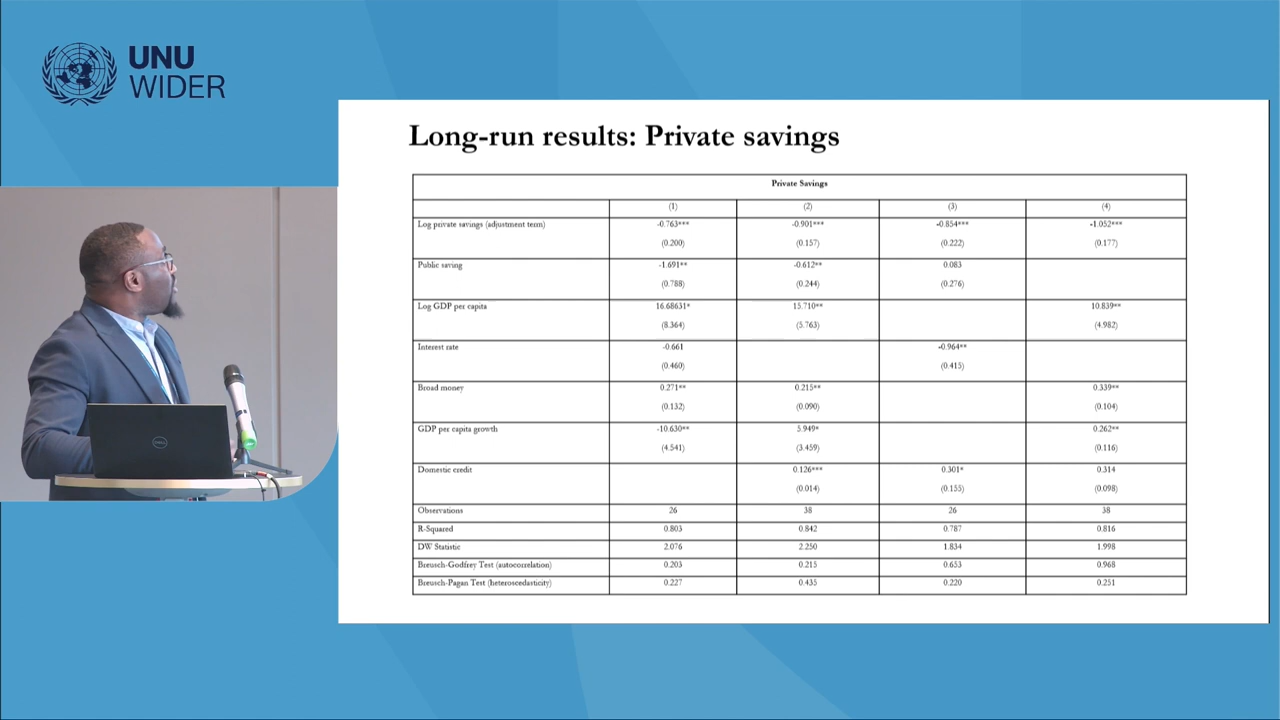 UNU
WIDER
Long-run results: Private savings
Private Savings
(1) (2) (3) (4)
Log private savings (adjustment term) -0.763*** -0.901*** -0.854*** -1.052***
(0.200) (0.157) (0.222) (0.177)
Public saving -1.691** -0.612** 0.083
(0.788) (0.244) (0.276)
Log GDP per capita 16.68631* 15.710** 10.839**
(8.364) (5.763) (4.982)
Interest rate -0.661 -0.964**
(0.460) (0.415)
Broad money 0.271** 0.215** 0.339**
(0.132) (0.090) (0.104)
GDP per capita growth -10.630** 5.949* 0.262**
(4.541) (3.459) (0.116)
Domestic credit 0.126*** 0.301* 0.314
(0.014) (0.155) (0.098)
Observations 26 38 26 38
R-Squared 0.803 0.842 0.787 0.816
DW Statistic 2.076 2.250 1.834 1.998
Breusch-Godfrey Test (autocorrelation) 0.203 0.215 0.653 0.968
Breusch-Pagan Test (heteroscedasticity) 0.227 0.435 0.220 0.251
DELL